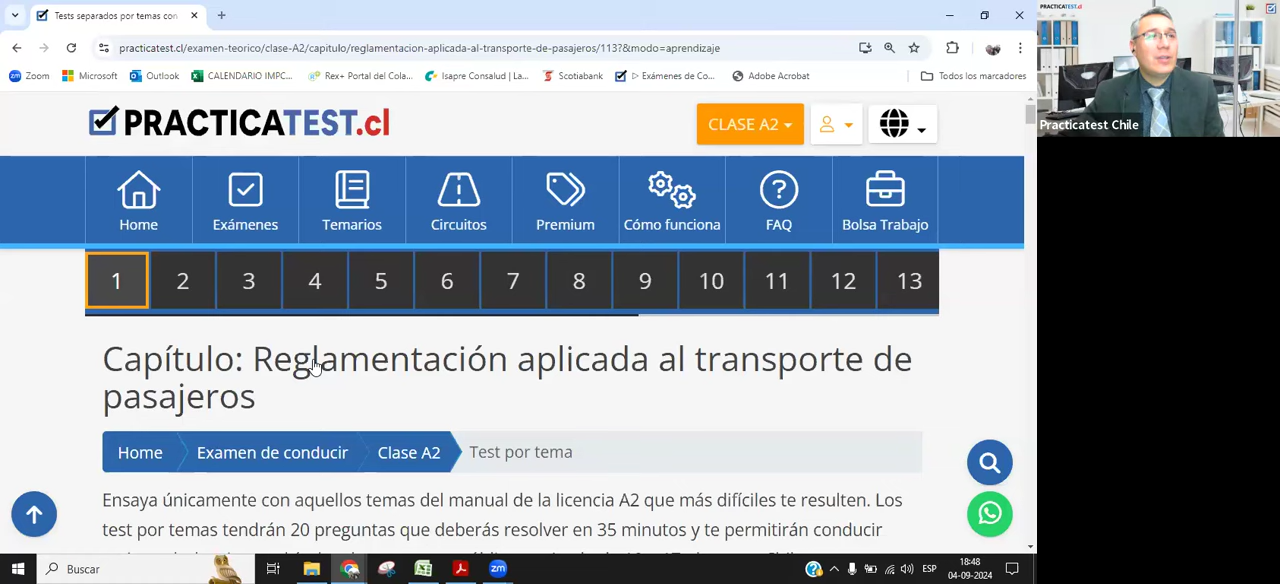 Tests separados por temas con
practicatest.cl/examen-teorico/clase-A2/capitulo/reglamentacion-aplicada-al-transporte-de-pasajeros/113?&modo=aprendizaje
Zoom
Microsoft
Outlook
CALENDARIO IMPC...
Rex+ Portal del Cola...
Isapre Consalud | La...
Scotiabank
Exámenes de Co...
Adobe Acrobat
Todos los marcadores
PRACTICATEST.cl
CLASE A2
Home
Exámenes
Temarios
Circuitos
Premium
Cómo funciona
FAQ
Bolsa Trabajo
1 2 3 4 5 6 7 8 9 10 11 12 13
Capítulo: Reglamentación aplicada al transporte de
pasajeros
Home
Examen de conducir
Clase A2
Test por tema
Ensaya únicamente con aquellos temas del manual de la licencia A2 que más difíciles te resulten. Los
test por temas tendrán 20 preguntas que deberás resolver en 35 minutos y te permitirán conducir
Buscar
ESP
18:48
04-09-2024
PRACTICATEST.cl
Practicatest Chile